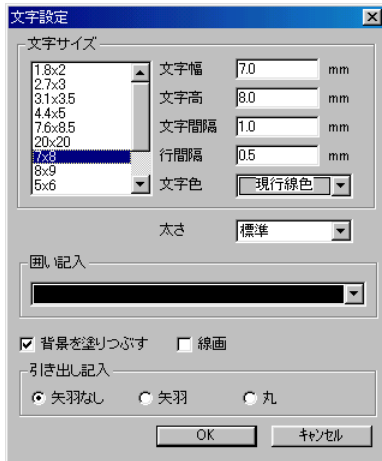 文字設定
文字サイズ
1.8x2
2.7x3
3.1x3.5
4.4x5
7.6x8.5
20x20
7x8
8x9
5x6
文字幅 7.0 mm
文字高 8.0 mm
文字間隔 1.0 mm
行間隔 0.5 mm
文字色 現行線色
太さ 標準
囲い記入
背景を塗りつぶす 線画
引き出し記入
矢羽なし 矢羽 丸
OK キャンセル